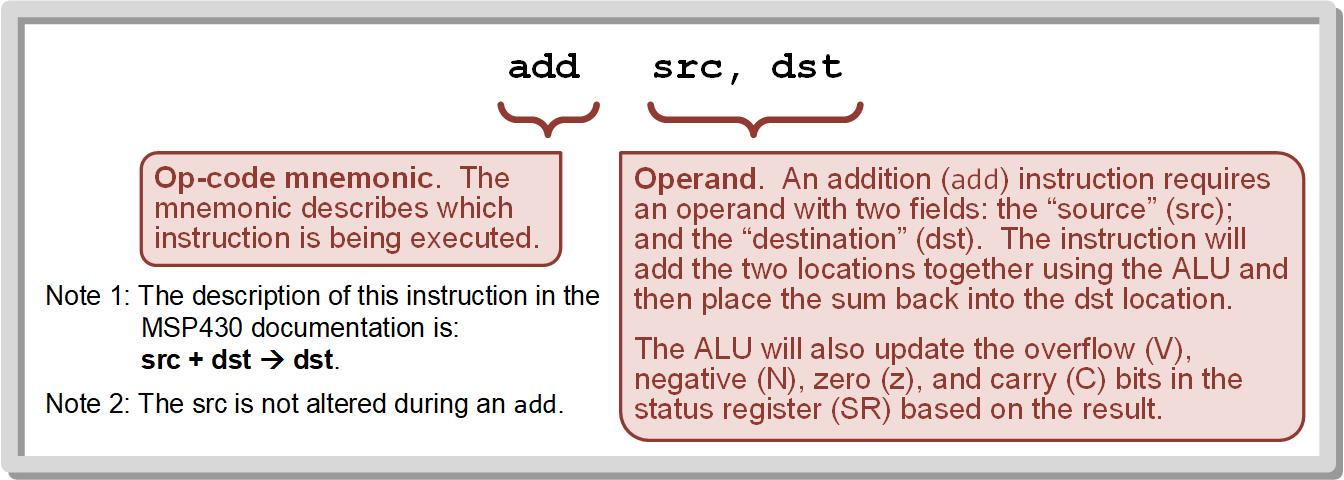 add src, dst
Op-code mnemonic. The
mnemonic describes which
instruction is being executed.
Note 1: The description of this instruction in the
MSP430 documentation is:
src + dst → dst.
Note 2: The src is not altered during an add.
Operand. An addition (add) instruction requires
an operand with two fields: the “source” (src);
and the “destination” (dst). The instruction will
add the two locations together using the ALU and
then place the sum back into the dst location.
The ALU will also update the overflow (V),
negative (N), zero (z), and carry (C) bits in the
status register (SR) based on the result.